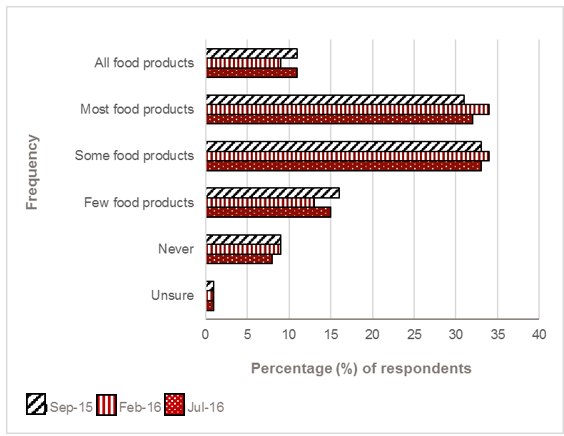 All food products
Most food products
Some food products
Few food products
Never
Unsure
Frequency
0 5 10 15 20 25 30 35 40
Percentage (%) of respondents
Sep-15 Feb-16 Jul-16